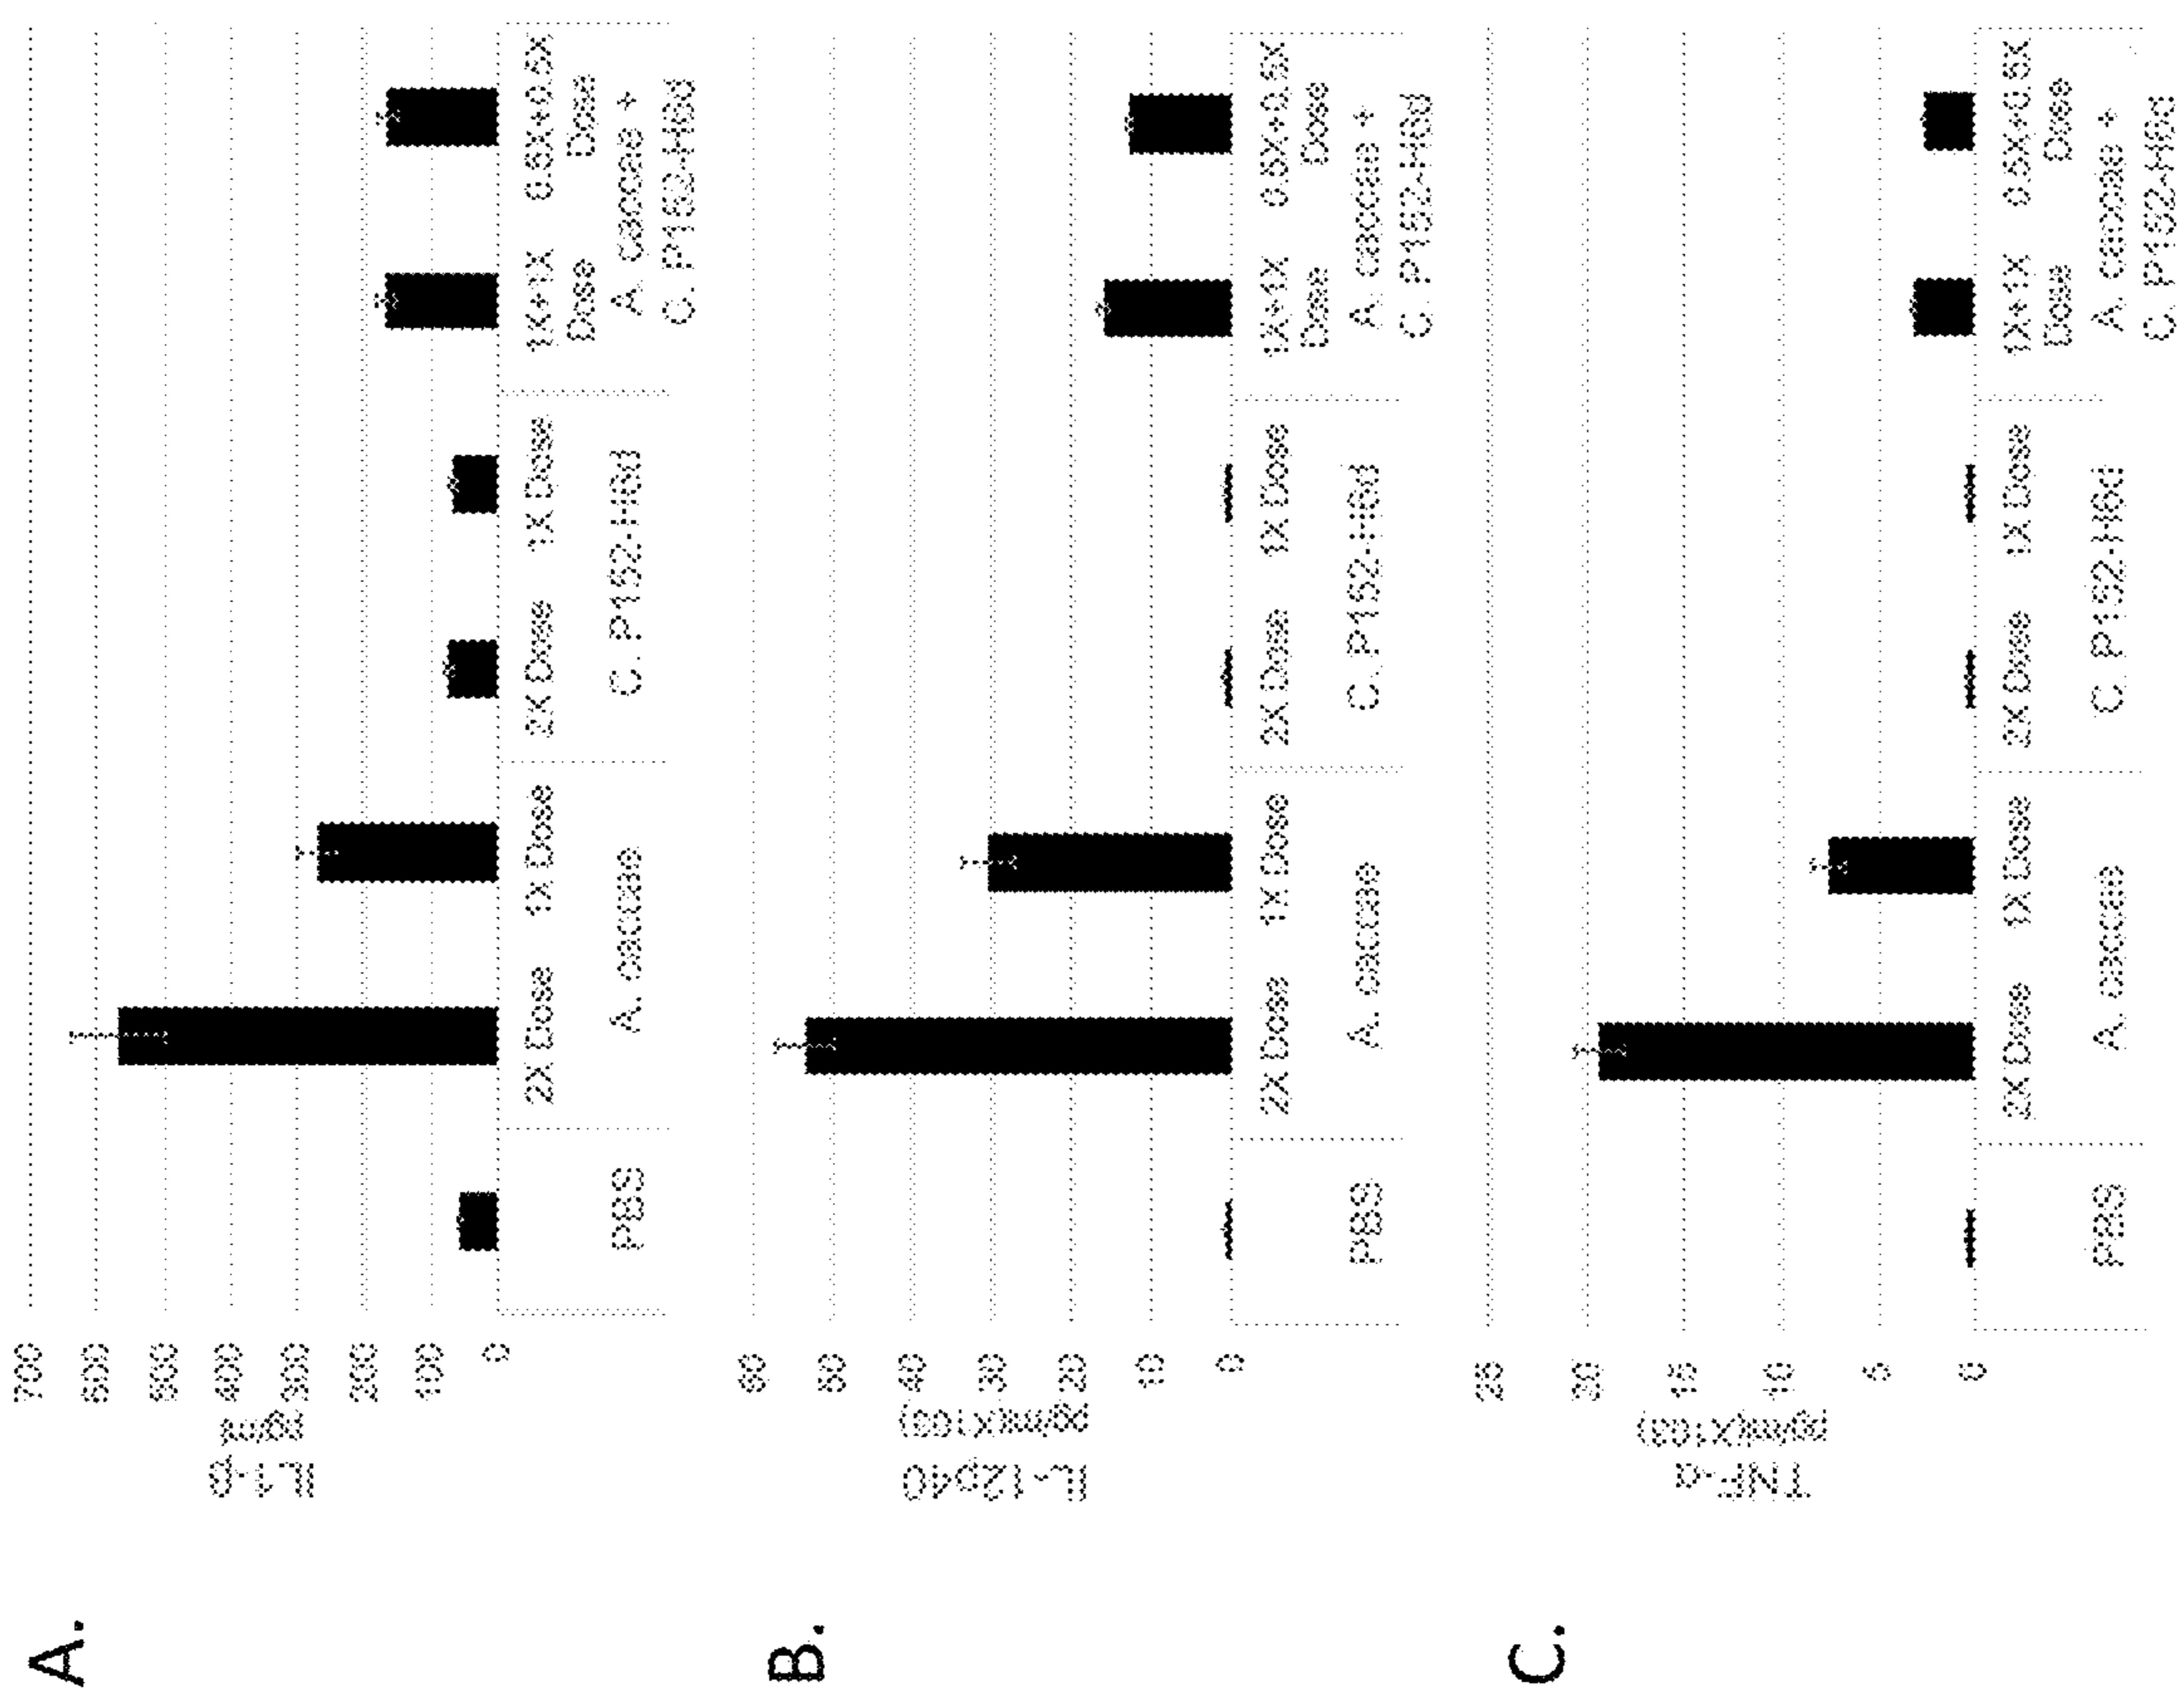 A.
IL1-β
pg/ml
700
600
500
400
300
200
100
0
2X Dose 1X Dose 2X Dose 1X Dose 1X+1X 0.5X+0.5X
Dose Dose
PBS A. caccae C. P152-H6d A. caccae +
C. P152-H6d
B.
IL-12p40
pg/ml(X103)
60
50
40
30
20
10
0
2X Dose 1X Dose 2X Dose 1X Dose 1X+1X 0.5X+0.5X
Dose Dose
PBS A. caccae C. P152-H6d A. caccae +
C. P152-H6d
C.
TNF-α
pg/ml(X103)
25
20
15
10
5
0
2X Dose 1X Dose 2X Dose 1X Dose 1X+1X 0.5X+0.5X
Dose Dose
PBS A. caccae C. P152-H6d A. caccae +
C. P152-H6d